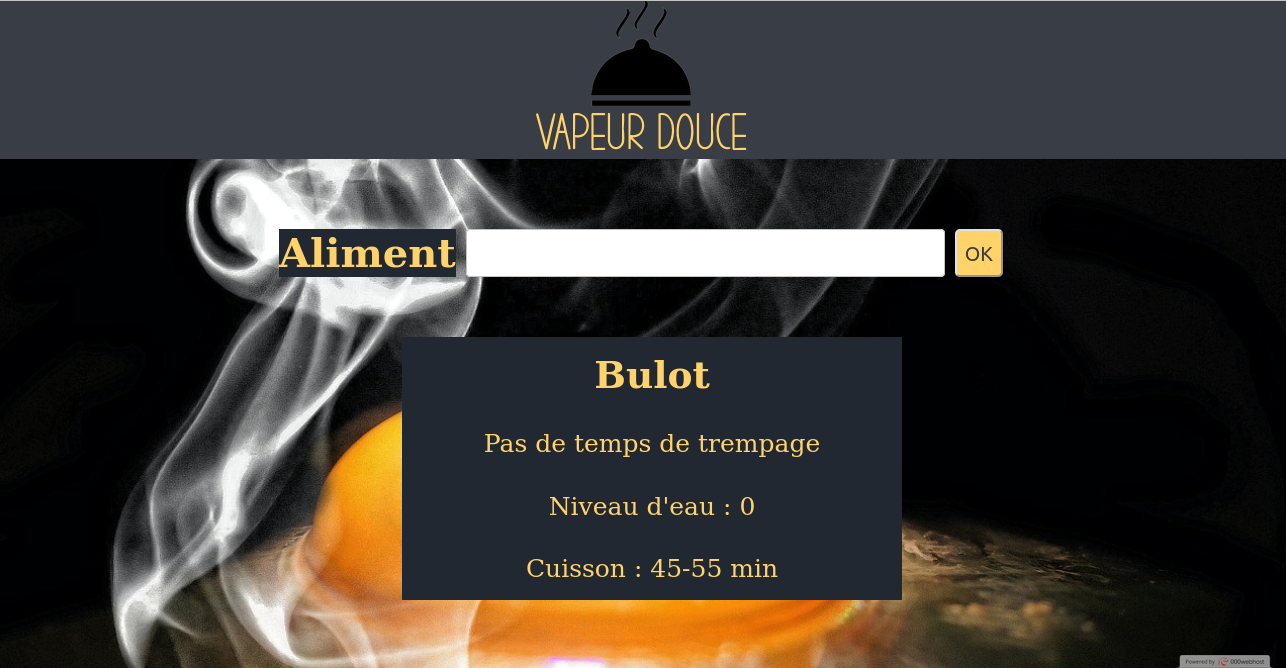 VAPEUR DOUCE
Aliment
OK
Bulot
Pas de temps de trempage
Niveau d'eau : 0
Cuisson : 45-55 min
Powered by 000webhost